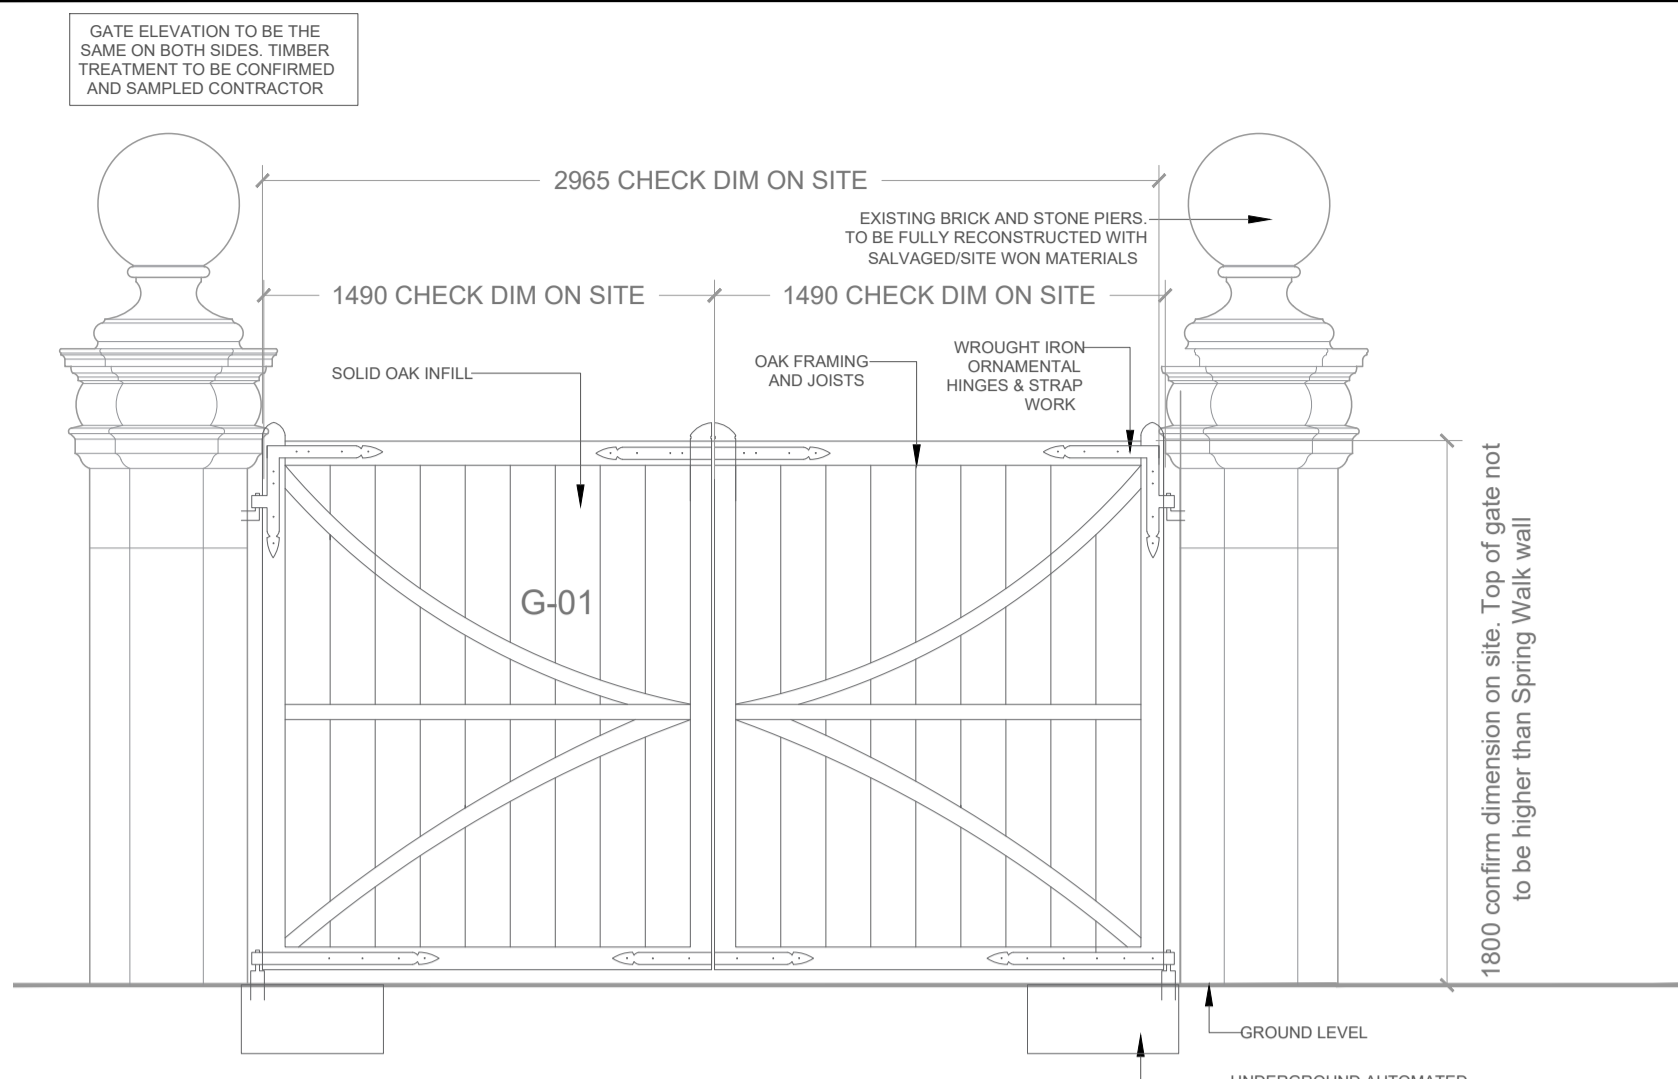 GATE ELEVATION TO BE THE
SAME ON BOTH SIDES. TIMBER
TREATMENT TO BE CONFIRMED
AND SAMPLED CONTRACTOR
2965 CHECK DIM ON SITE
EXISTING BRICK AND STONE PIERS.
TO BE FULLY RECONSTRUCTED WITH
SALVAGED/SITE WON MATERIALS
1490 CHECK DIM ON SITE
1490 CHECK DIM ON SITE
SOLID OAK INFILL
OAK FRAMING
AND JOISTS
WROUGHT IRON
ORNAMENTAL
HINGES & STRAP
WORK
G-01
1800 confirm dimension on site. Top of gate not
to be higher than Spring Walk wall
GROUND LEVEL
UNDERGROUND AUTOMATED